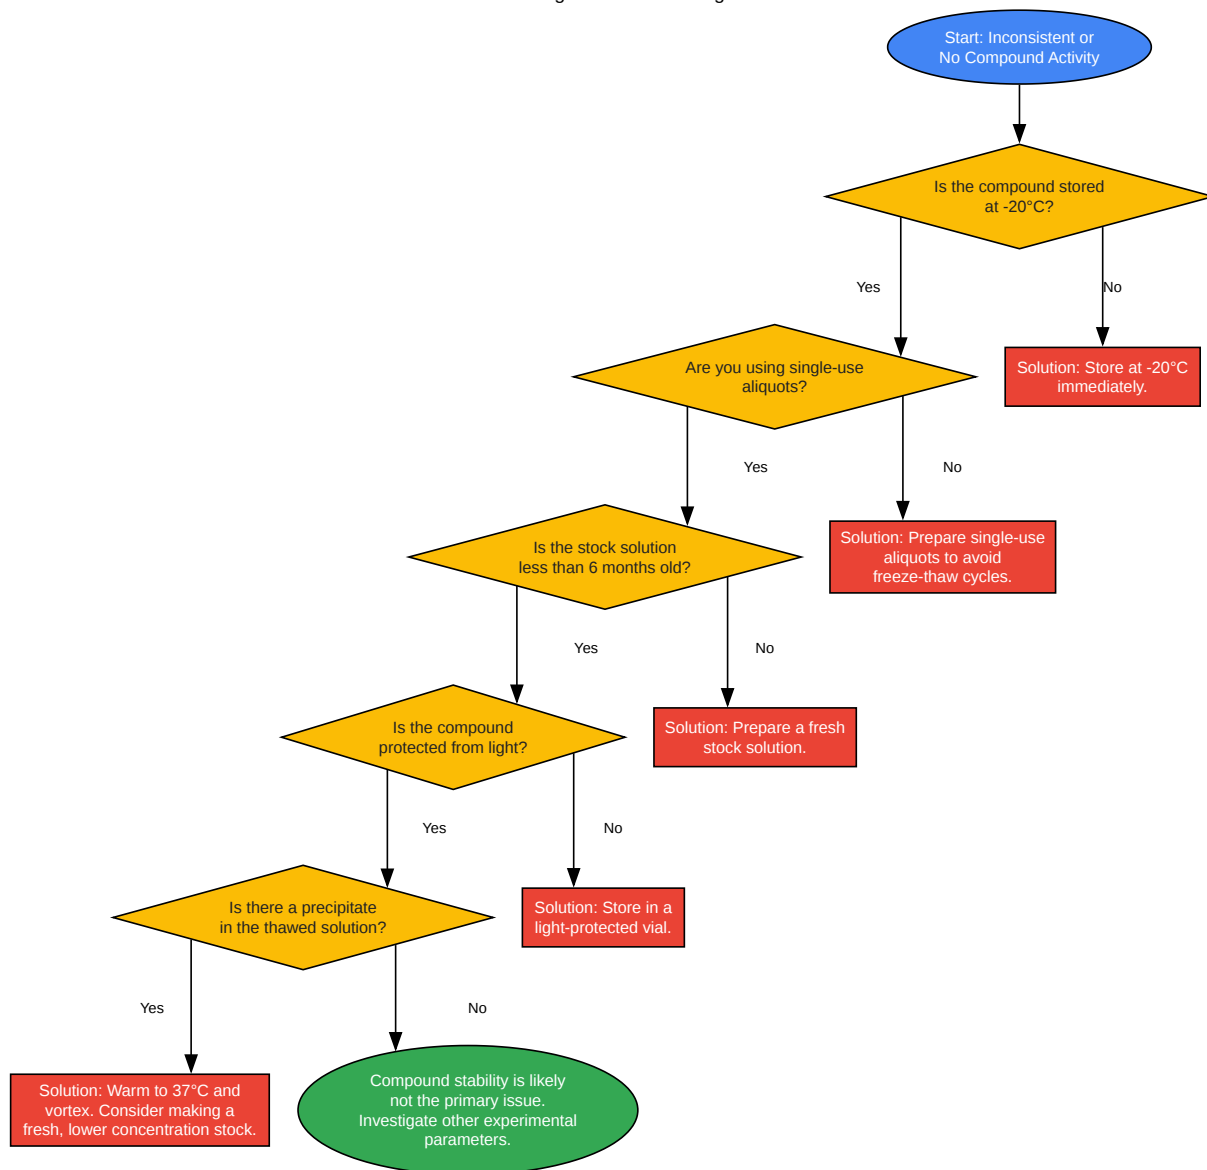 Start: Inconsistent or
No Compound Activity
Is the compound stored
at -20°C?
Yes
No
Are you using single-use
aliquots?
Solution: Store at -20°C
immediately.
Yes
No
Is the stock solution
less than 6 months old?
Solution: Prepare single-use
aliquots to avoid
freeze-thaw cycles.
Yes
No
Is the compound
protected from light?
Solution: Prepare a fresh
stock solution.
Yes
No
Is there a precipitate
in the thawed solution?
Solution: Store in a
light-protected vial.
Yes
No
Solution: Warm to 37°C and
vortex. Consider making a
fresh, lower concentration stock.
Compound stability is likely
not the primary issue.
Investigate other experimental
parameters.